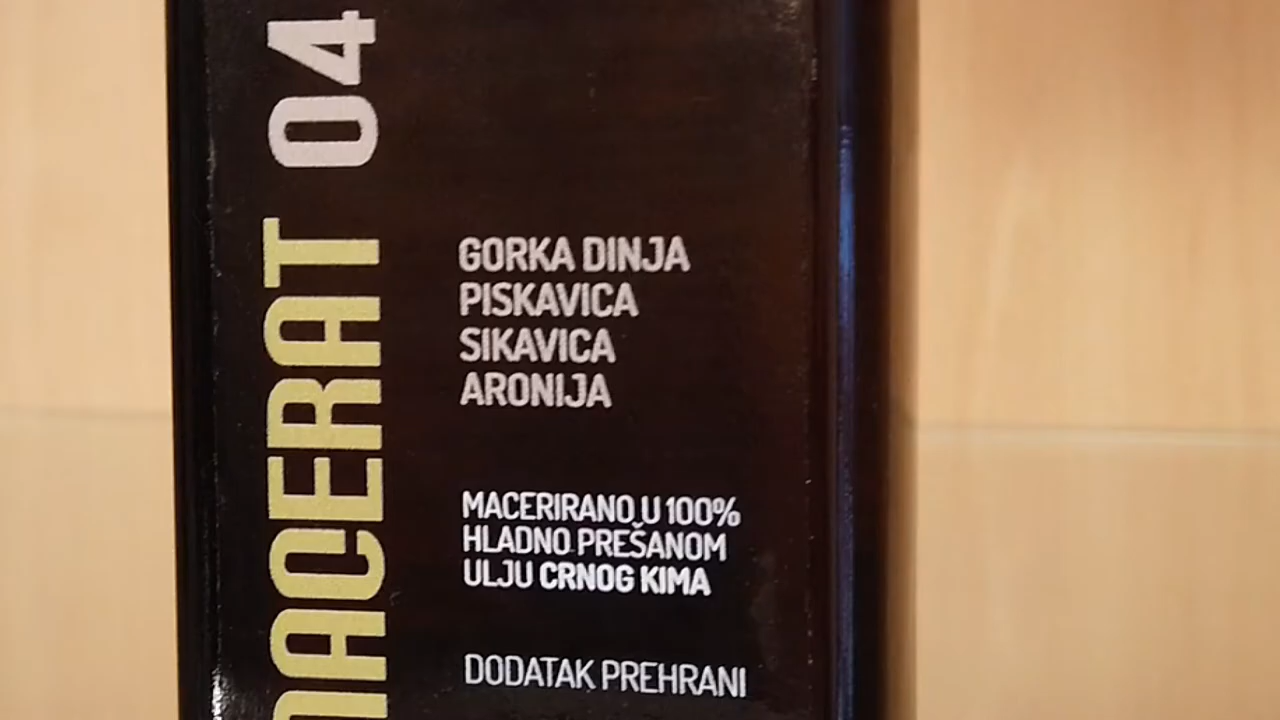 MACERAT 04
GORKA DINJA
PISKAVICA
SIKAVICA
ARONIJA
MACERIRANO U 100%
HLADNO PREŠANOM
ULJU CRNOG KIMA
DODATAK PREHRANI